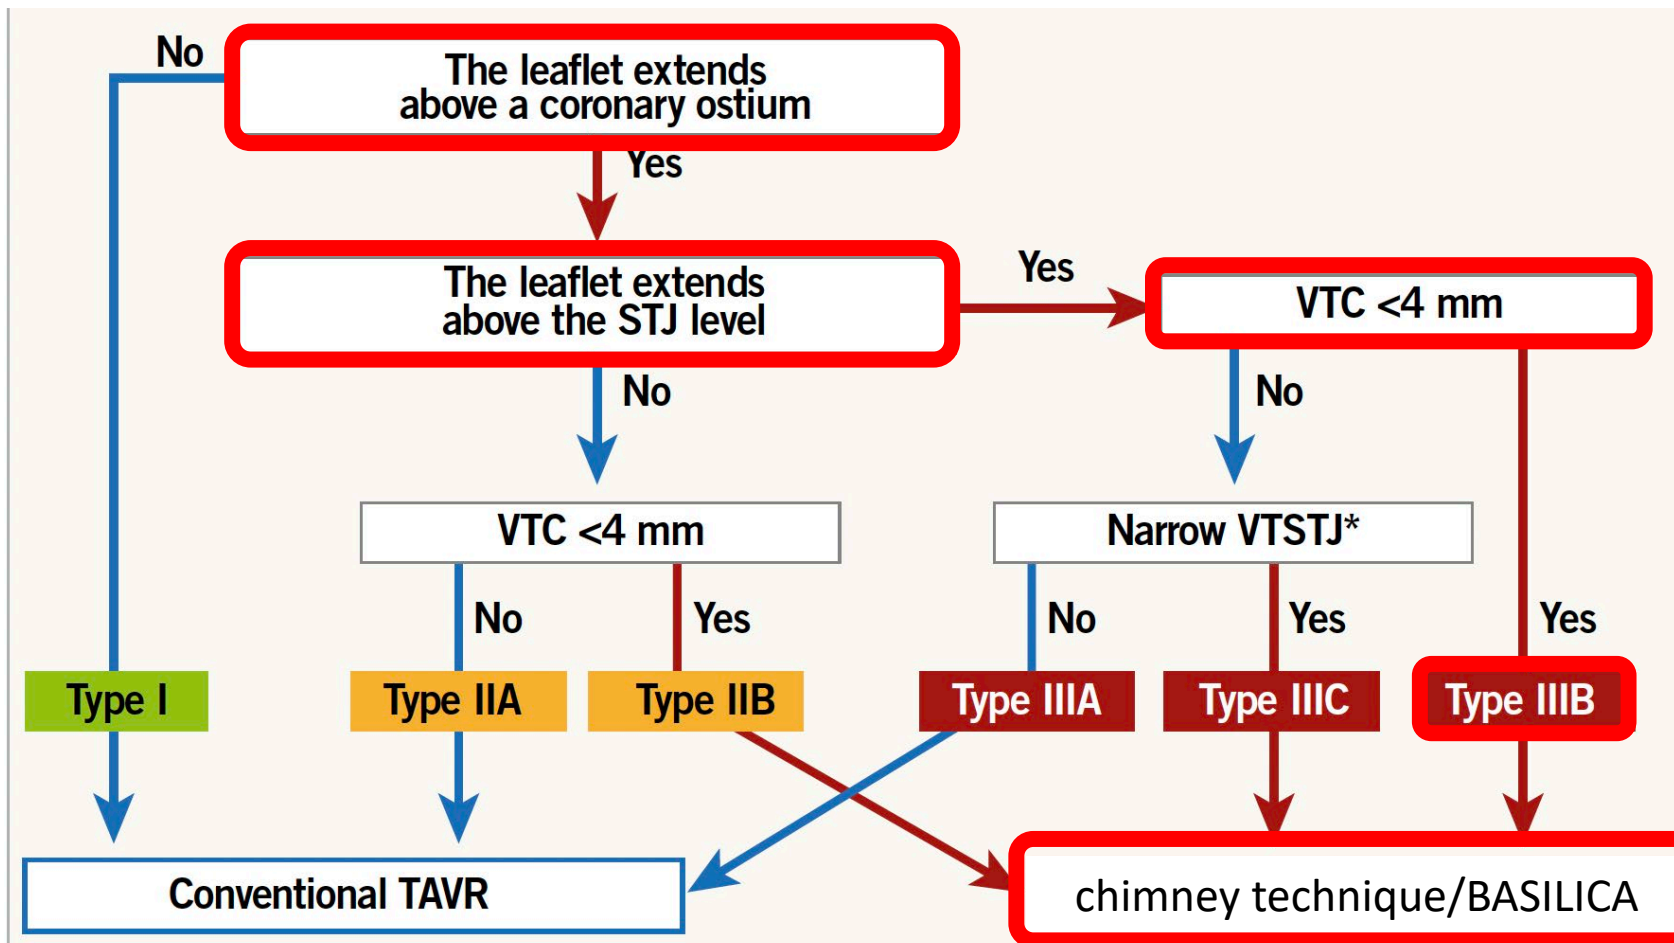 No
The leaflet extends
above a coronary ostium
Yes
The leaflet extends
above the STJ level
Yes
VTC <4 mm
No
No
VTC <4 mm
Narrow VTSTJ*
No
Yes
No
Yes
Yes
Type I
Type IIA
Type IIB
Type IIIA
Type IIIC
Type IIIB
Conventional TAVR
chimney technique/BASILICA